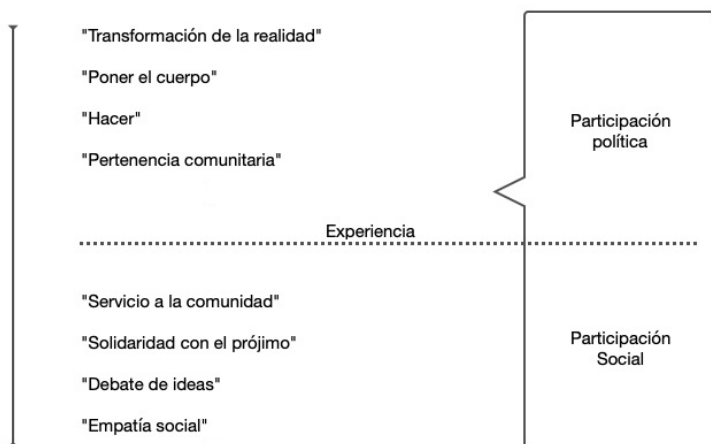 "Transformación de la realidad"
"Poner el cuerpo"
"Hacer"
"Pertenencia comunitaria"
Participación
política
Experiencia
"Servicio a la comunidad"
"Solidaridad con el prójimo"
"Debate de ideas"
"Empatía social"
Participación
Social